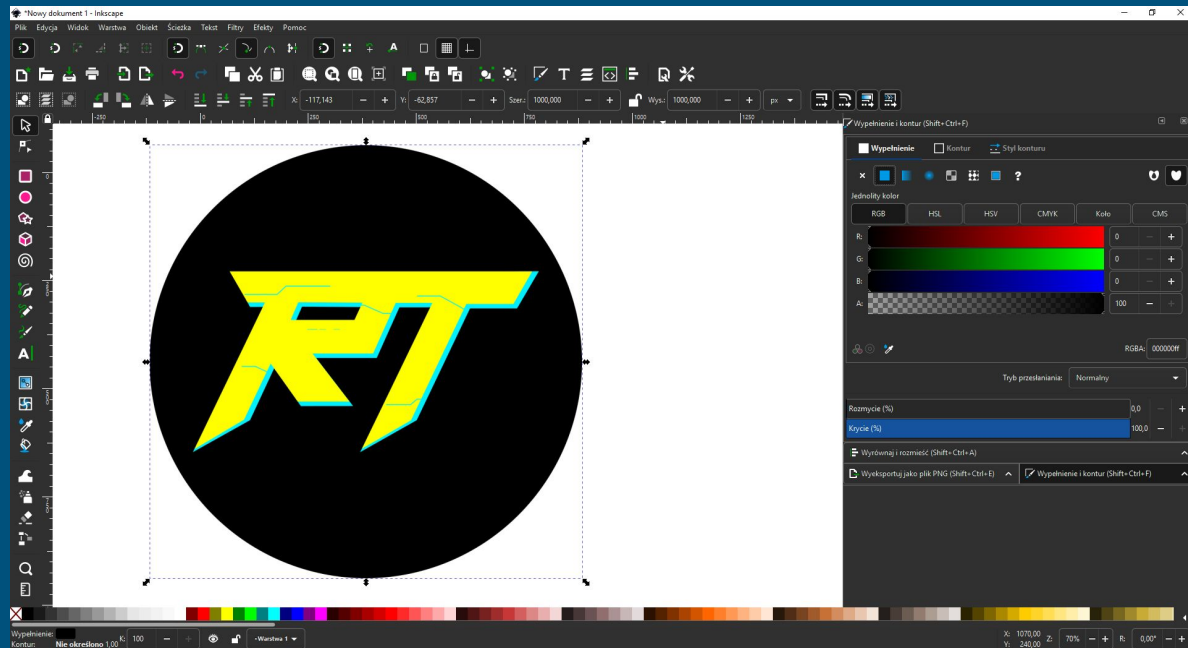 *Nowy dokument 1 - Inkscape
Plik Edycja Widok Warstwa Obiekt Ścieżka Tekst Filtry Efekty Pomoc
X: -117,143 Y: -62,857 Szer.: 1000,000 Wys.: 1000,000 px
Wypełnienie i kontur (Shift+Ctrl+F)
Wypełnienie Kontur Styl konturu
Jednolity kolor
RGB HSL HSV CMYK Koło CMS
R: 0
G: 0
B: 0
A: 100
RGBA: 000000ff
Tryb przesłaniania: Normalny
Rozmycie (%) 0,0
Krycie (%) 100,0
Wyrównaj i rozmieść (Shift+Ctrl+A)
Wyeksportuj jako plik PNG (Shift+Ctrl+E) Wypełnienie i kontur (Shift+Ctrl+F)
RT
Wypełnienie:
Kontur: Nie określono 1,00
K: 100
-Warstwa 1
X: 1070,00
Y: 240,00
Z: 70% R: 0,00°